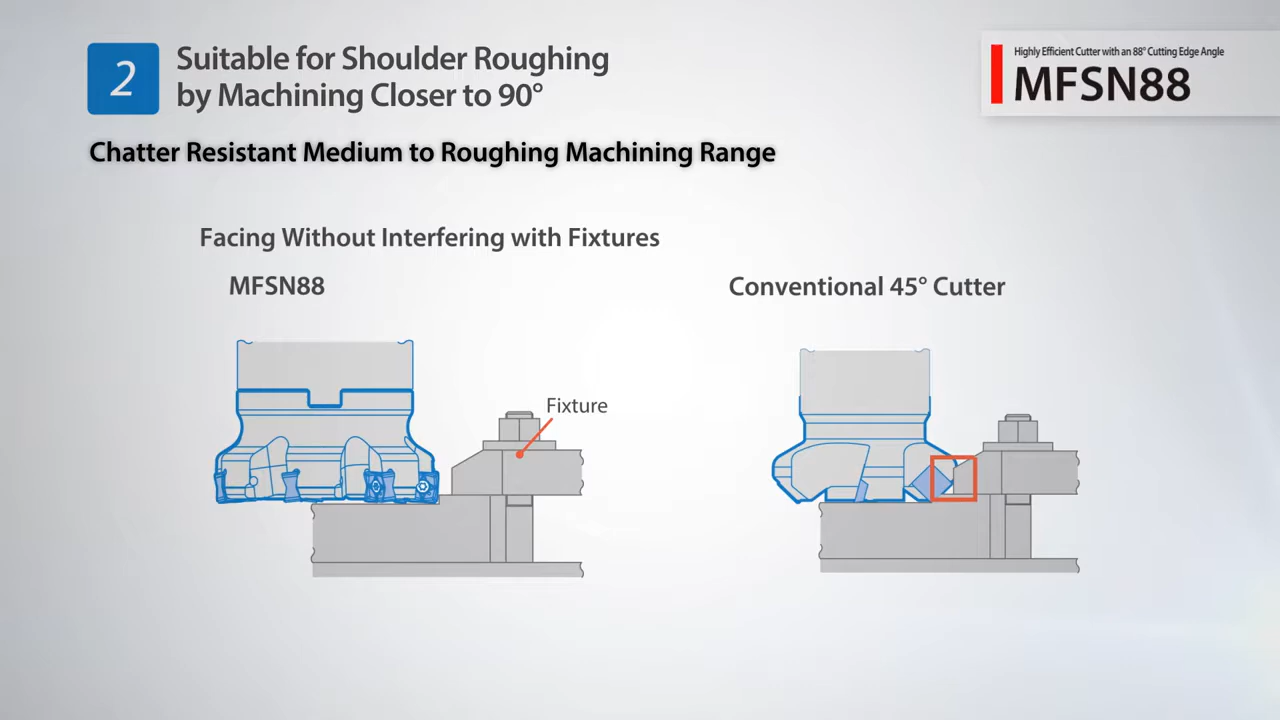 2
Suitable for Shoulder Roughing
by Machining Closer to 90°
Highly Efficient Cutter with an 88° Cutting Edge Angle
MFSN88
Chatter Resistant Medium to Roughing Machining Range
Facing Without Interfering with Fixtures
MFSN88
Conventional 45° Cutter
Fixture